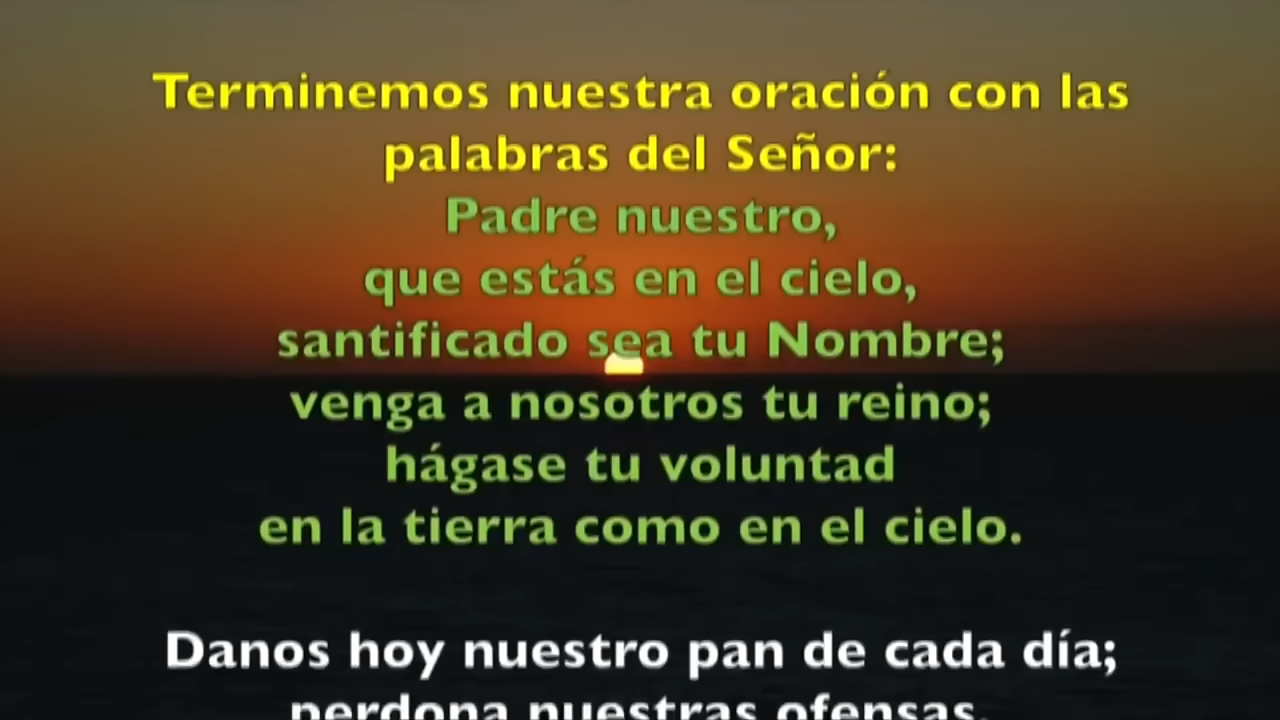 Terminemos nuestra oración con las
palabras del Señor:
Padre nuestro,
que estás en el cielo,
santificado sea tu Nombre;
venga a nosotros tu reino;
hágase tu voluntad
en la tierra como en el cielo.
Danos hoy nuestro pan de cada día;
perdona nuestras ofensas,